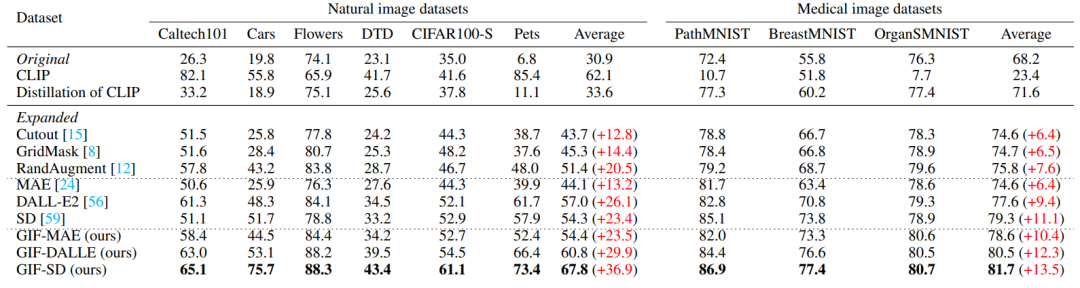 Dataset Natural image datasets Medical image datasets
Caltech101 Cars Flowers DTD CIFAR100-S Pets Average PathMNIST BreastMNIST OrganSMNIST Average
Original 26.3 19.8 74.1 23.1 35.0 6.8 30.9 72.4 55.8 76.3 68.2
CLIP 82.1 55.8 65.9 41.7 41.6 85.4 62.1 10.7 51.8 7.7 23.4
Distillation of CLIP 33.2 18.9 75.1 25.6 37.8 11.1 33.6 77.3 60.2 77.4 71.6
Expanded
Cutout [15] 51.5 25.8 77.8 24.2 44.3 38.7 43.7 (+12.8) 78.8 66.7 78.3 74.6 (+6.4)
GridMask [8] 51.6 28.4 80.7 25.3 48.2 37.6 45.3 (+14.4) 78.4 66.8 78.9 74.7 (+6.5)
RandAugment [12] 57.8 43.2 83.8 28.7 46.7 48.0 51.4 (+20.5) 79.2 68.7 79.6 75.8 (+7.6)
MAE [24] 50.6 25.9 76.3 27.6 44.3 39.9 44.1 (+13.2) 81.7 63.4 78.6 74.6 (+6.4)
DALL-E2 [56] 61.3 48.3 84.1 34.5 52.1 61.7 57.0 (+26.1) 82.8 70.8 79.3 77.6 (+9.4)
SD [59] 51.1 51.7 78.8 33.2 52.9 57.9 54.3 (+23.4) 85.1 73.8 78.9 79.3 (+11.1)
GIF-MAE (ours) 58.4 44.5 84.4 34.2 52.7 52.4 54.4 (+23.5) 82.0 73.3 80.6 78.6 (+10.4)
GIF-DALLE (ours) 63.0 53.1 88.2 39.5 54.5 66.4 60.8 (+29.9) 84.4 76.6 80.5 80.5 (+12.3)
GIF-SD (ours) 65.1 75.7 88.3 43.4 61.1 73.4 67.8 (+36.9) 86.9 77.4 80.7 81.7 (+13.5)